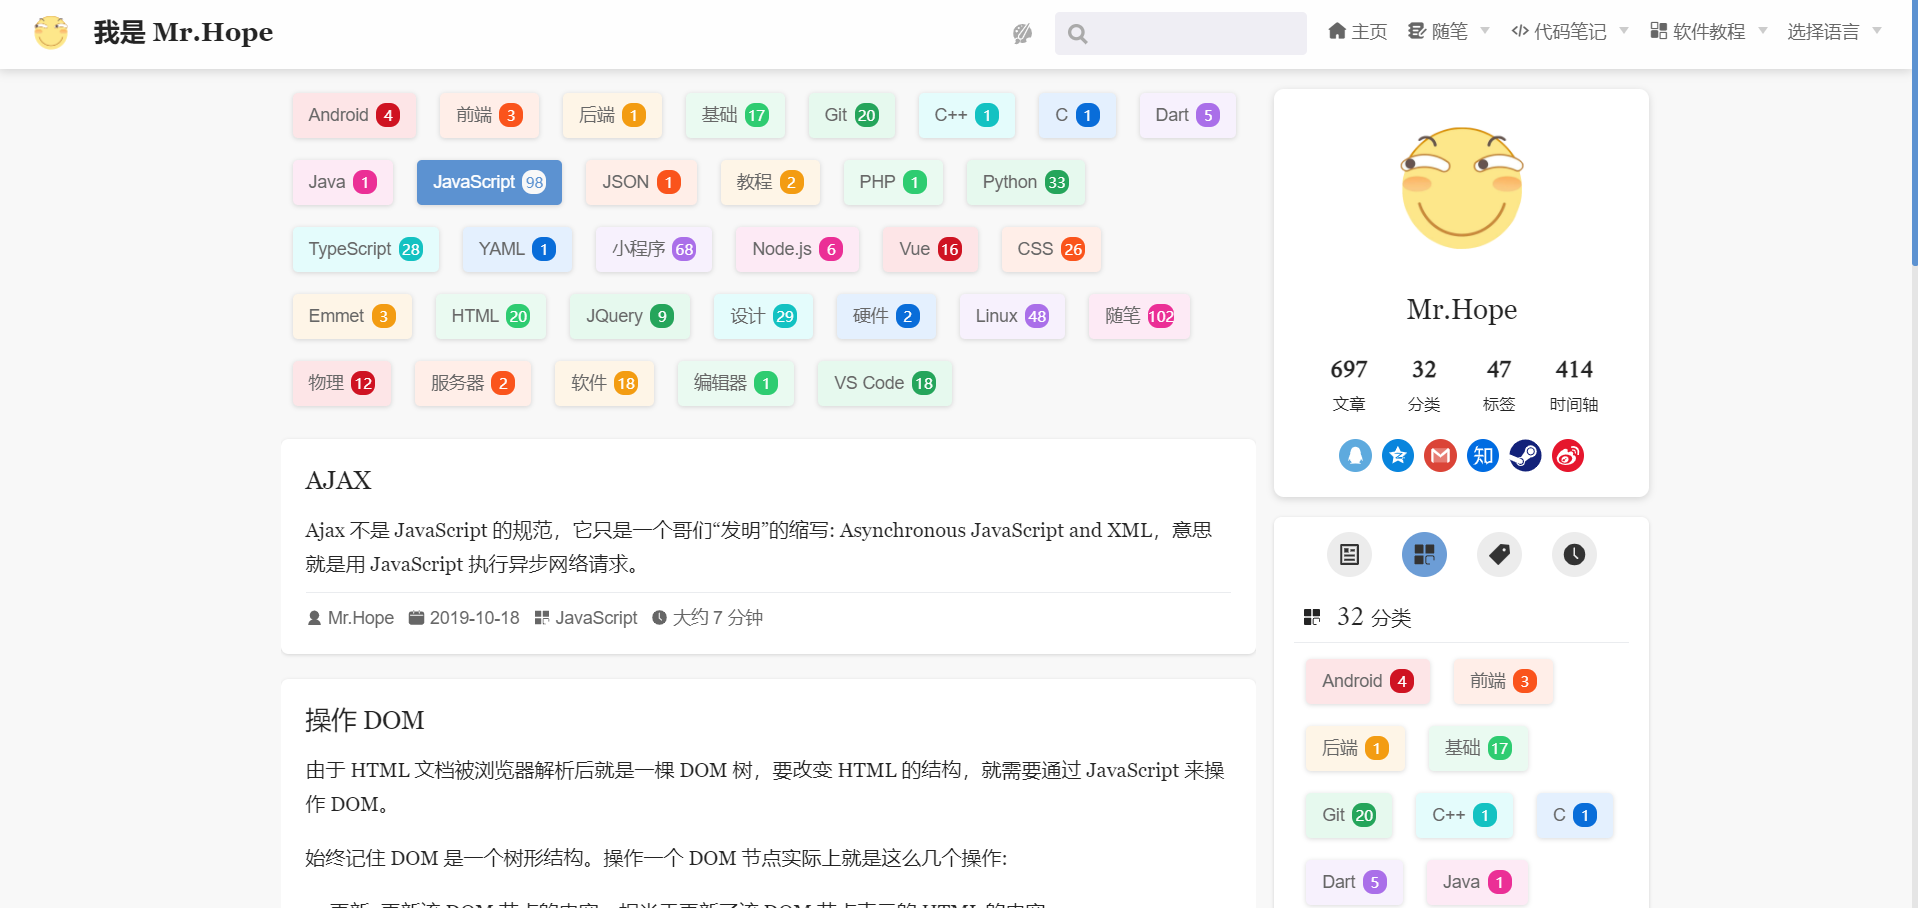 我是 Mr.Hope
主页 随笔 代码笔记 软件教程 选择语言
Android 4 前端 3 后端 1 基础 17 Git 20 C++ 1 C 1 Dart 5
Java 1 JavaScript 98 JSON 1 教程 2 PHP 1 Python 33
TypeScript 28 YAML 1 小程序 68 Node.js 6 Vue 16 CSS 26
Emmet 3 HTML 20 JQuery 9 设计 29 硬件 2 Linux 48 随笔 102
物理 12 服务器 2 软件 18 编辑器 1 VS Code 18
AJAX
Ajax 不是 JavaScript 的规范，它只是一个哥们“发明”的缩写: Asynchronous JavaScript and XML，意思
就是用 JavaScript 执行异步网络请求。
Mr.Hope 2019-10-18 JavaScript 大约 7 分钟
操作 DOM
由于 HTML 文档被浏览器解析后就是一棵 DOM 树，要改变 HTML 的结构，就需要通过 JavaScript 来操
作 DOM。
始终记住 DOM 是一个树形结构。操作一个 DOM 节点实际上就是这么几个操作:
Mr.Hope
697 32 47 414
文章 分类 标签 时间轴
知
32 分类
Android 4 前端 3
后端 1 基础 17
Git 20 C++ 1 C 1
Dart 5 Java 1